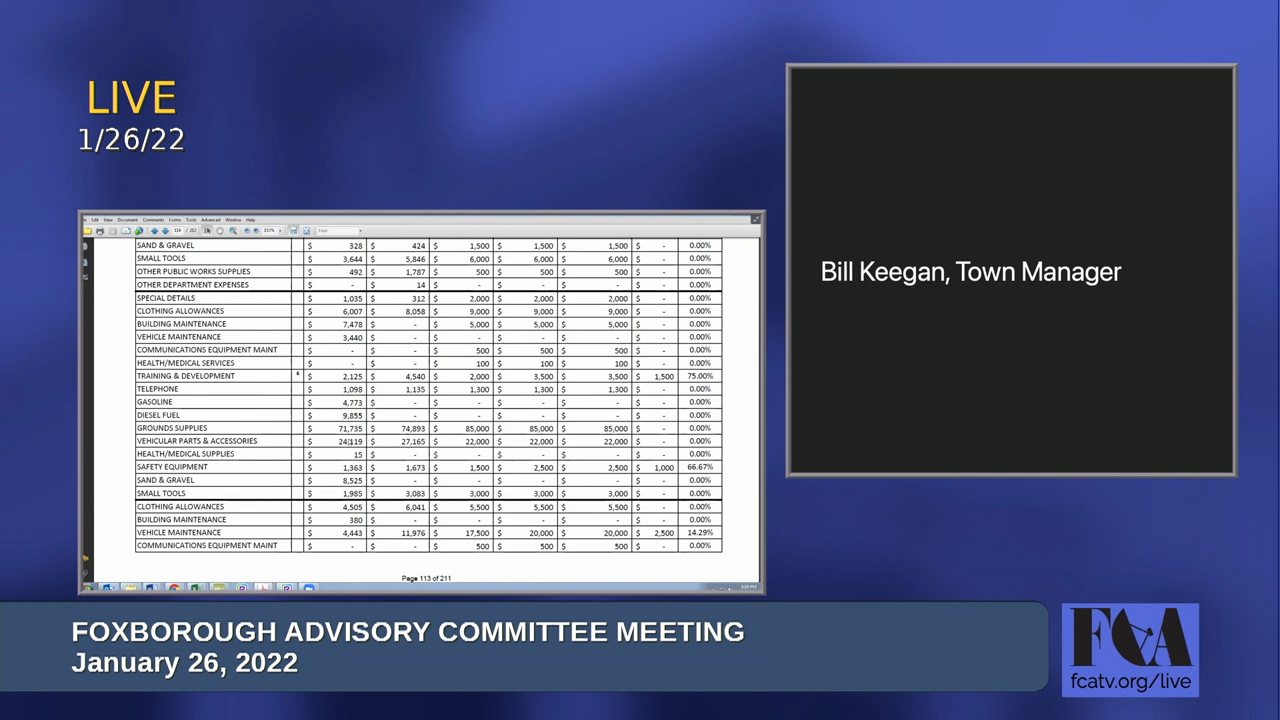 LIVE
1/26/22
Edit View Document Comments Forms Tools Advanced Window Help
SAND & GRAVEL $ 328 $ 424 $ 1,500 $ 1,500 $ 1,500 $ - 0.00%
SMALL TOOLS $ 3,644 $ 5,846 $ 6,000 $ 6,000 $ 6,000 $ - 0.00%
OTHER PUBLIC WORKS SUPPLIES $ 492 $ 1,787 $ 500 $ 500 $ 500 $ - 0.00%
OTHER DEPARTMENT EXPENSES $ - $ 14 $ - $ - $ - $ - 0.00%
SPECIAL DETAILS $ 1,035 $ 312 $ 2,000 $ 2,000 $ 2,000 $ - 0.00%
CLOTHING ALLOWANCES $ 6,007 $ 8,058 $ 9,000 $ 9,000 $ 9,000 $ - 0.00%
BUILDING MAINTENANCE $ 7,478 $ - $ 5,000 $ 5,000 $ 5,000 $ - 0.00%
VEHICLE MAINTENANCE $ 3,440 $ - $ - $ - $ - $ - 0.00%
COMMUNICATIONS EQUIPMENT MAINT $ - $ - $ 500 $ 500 $ 500 $ - 0.00%
HEALTH/MEDICAL SERVICES $ - $ - $ 100 $ 100 $ 100 $ - 0.00%
TRAINING & DEVELOPMENT 6 $ 2,125 $ 4,540 $ 2,000 $ 3,500 $ 3,500 $ 1,500 75.00%
TELEPHONE $ 1,098 $ 1,135 $ 1,300 $ 1,300 $ 1,300 $ - 0.00%
GASOLINE $ 4,773 $ - $ - $ - $ - $ - 0.00%
DIESEL FUEL $ 9,855 $ - $ - $ - $ - $ - 0.00%
GROUNDS SUPPLIES $ 71,735 $ 74,893 $ 85,000 $ 85,000 $ 85,000 $ - 0.00%
VEHICULAR PARTS & ACCESSORIES $ 24,119 $ 27,165 $ 22,000 $ 22,000 $ 22,000 $ - 0.00%
HEALTH/MEDICAL SUPPLIES $ 15 $ - $ - $ - $ - $ - 0.00%
SAFETY EQUIPMENT $ 1,363 $ 1,673 $ 1,500 $ 2,500 $ 2,500 $ 1,000 66.67%
SAND & GRAVEL $ 8,525 $ - $ - $ - $ - $ - 0.00%
SMALL TOOLS $ 1,985 $ 3,083 $ 3,000 $ 3,000 $ 3,000 $ - 0.00%
CLOTHING ALLOWANCES $ 4,505 $ 6,041 $ 5,500 $ 5,500 $ 5,500 $ - 0.00%
BUILDING MAINTENANCE $ 380 $ - $ - $ - $ - $ - 0.00%
VEHICLE MAINTENANCE $ 4,443 $ 11,976 $ 17,500 $ 20,000 $ 20,000 $ 2,500 14.29%
COMMUNICATIONS EQUIPMENT MAINT $ - $ - $ 500 $ 500 $ 500 $ - 0.00%
Page 113 of 211
Bill Keegan, Town Manager
FOXBOROUGH ADVISORY COMMITTEE MEETING
January 26, 2022
FCA
fcatv.org/live